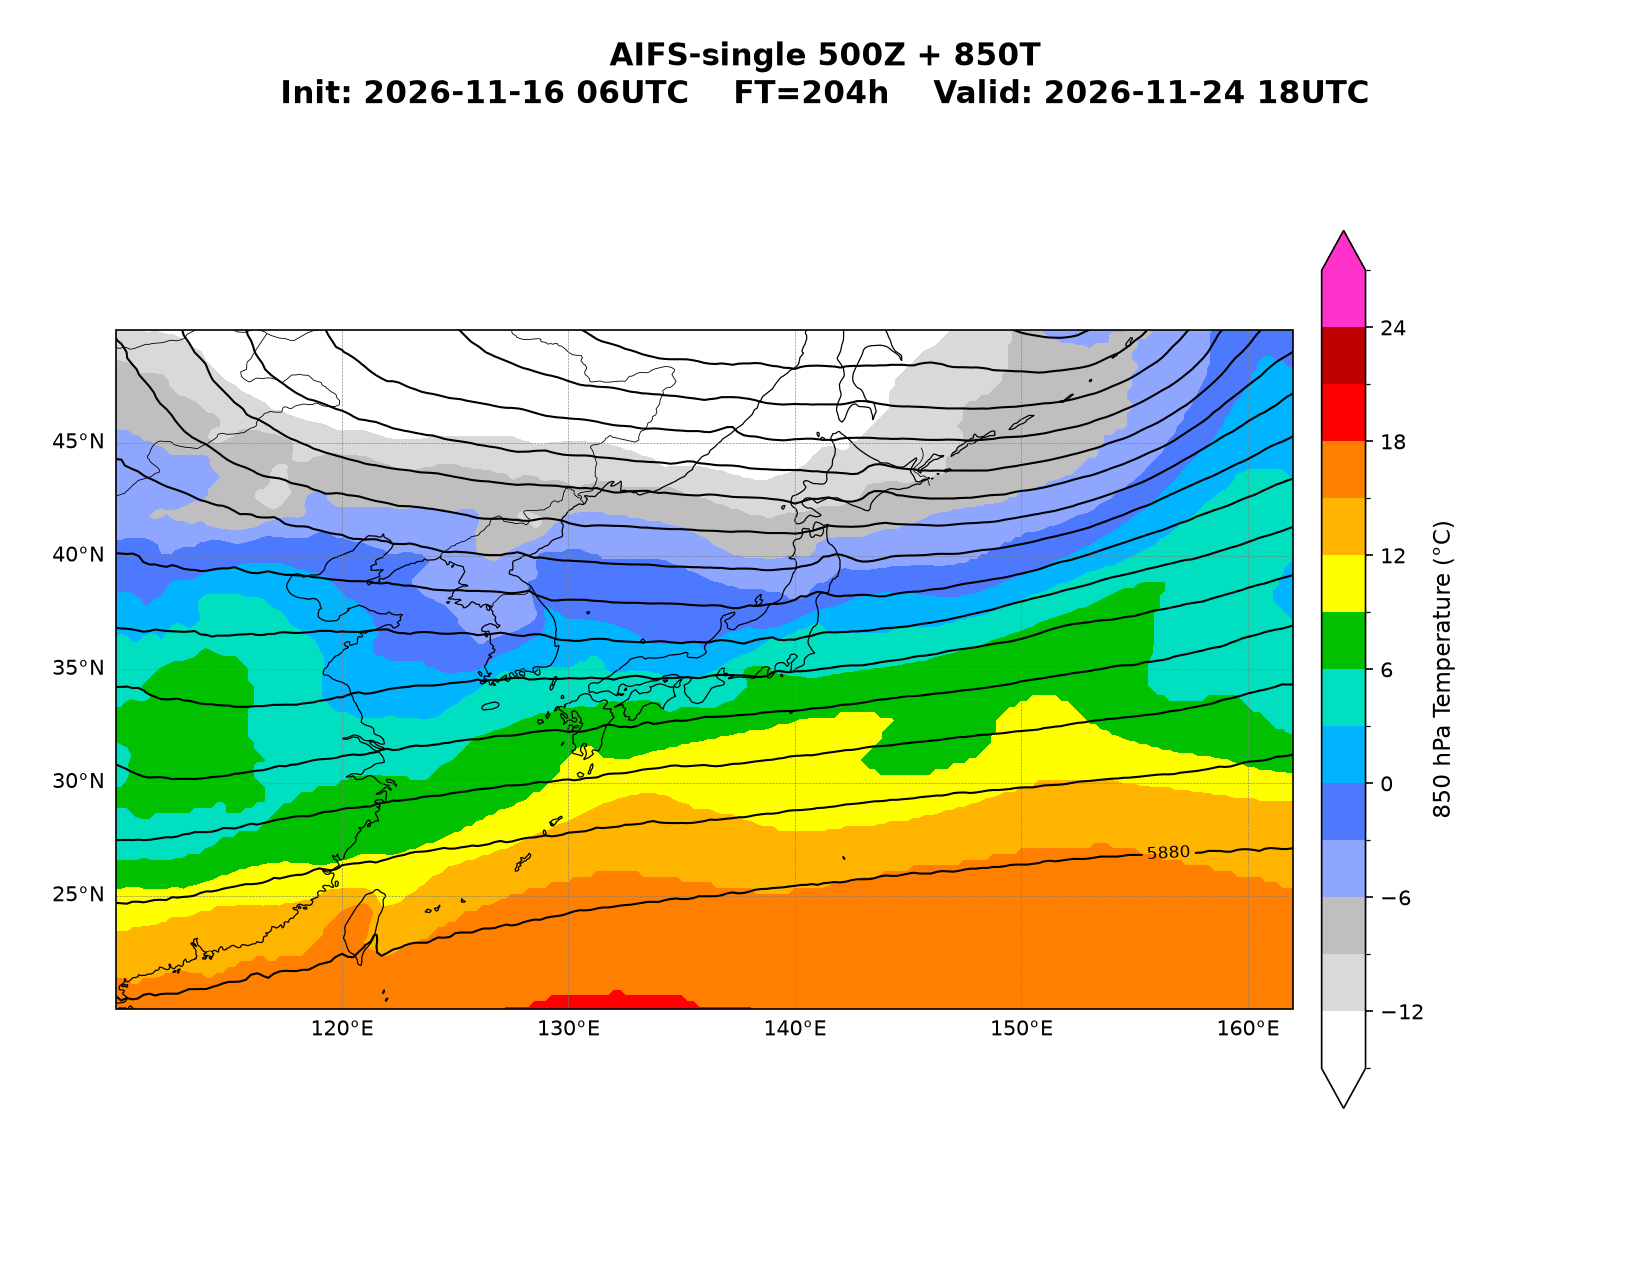 AIFS-single 500Z + 850T
Init: 2026-11-16 06UTC    FT=204h    Valid: 2026-11-24 18UTC
45°N
40°N
35°N
30°N
25°N
120°E
130°E
140°E
150°E
160°E
5880
24
18
12
6
0
−6
−12
850 hPa Temperature (°C)